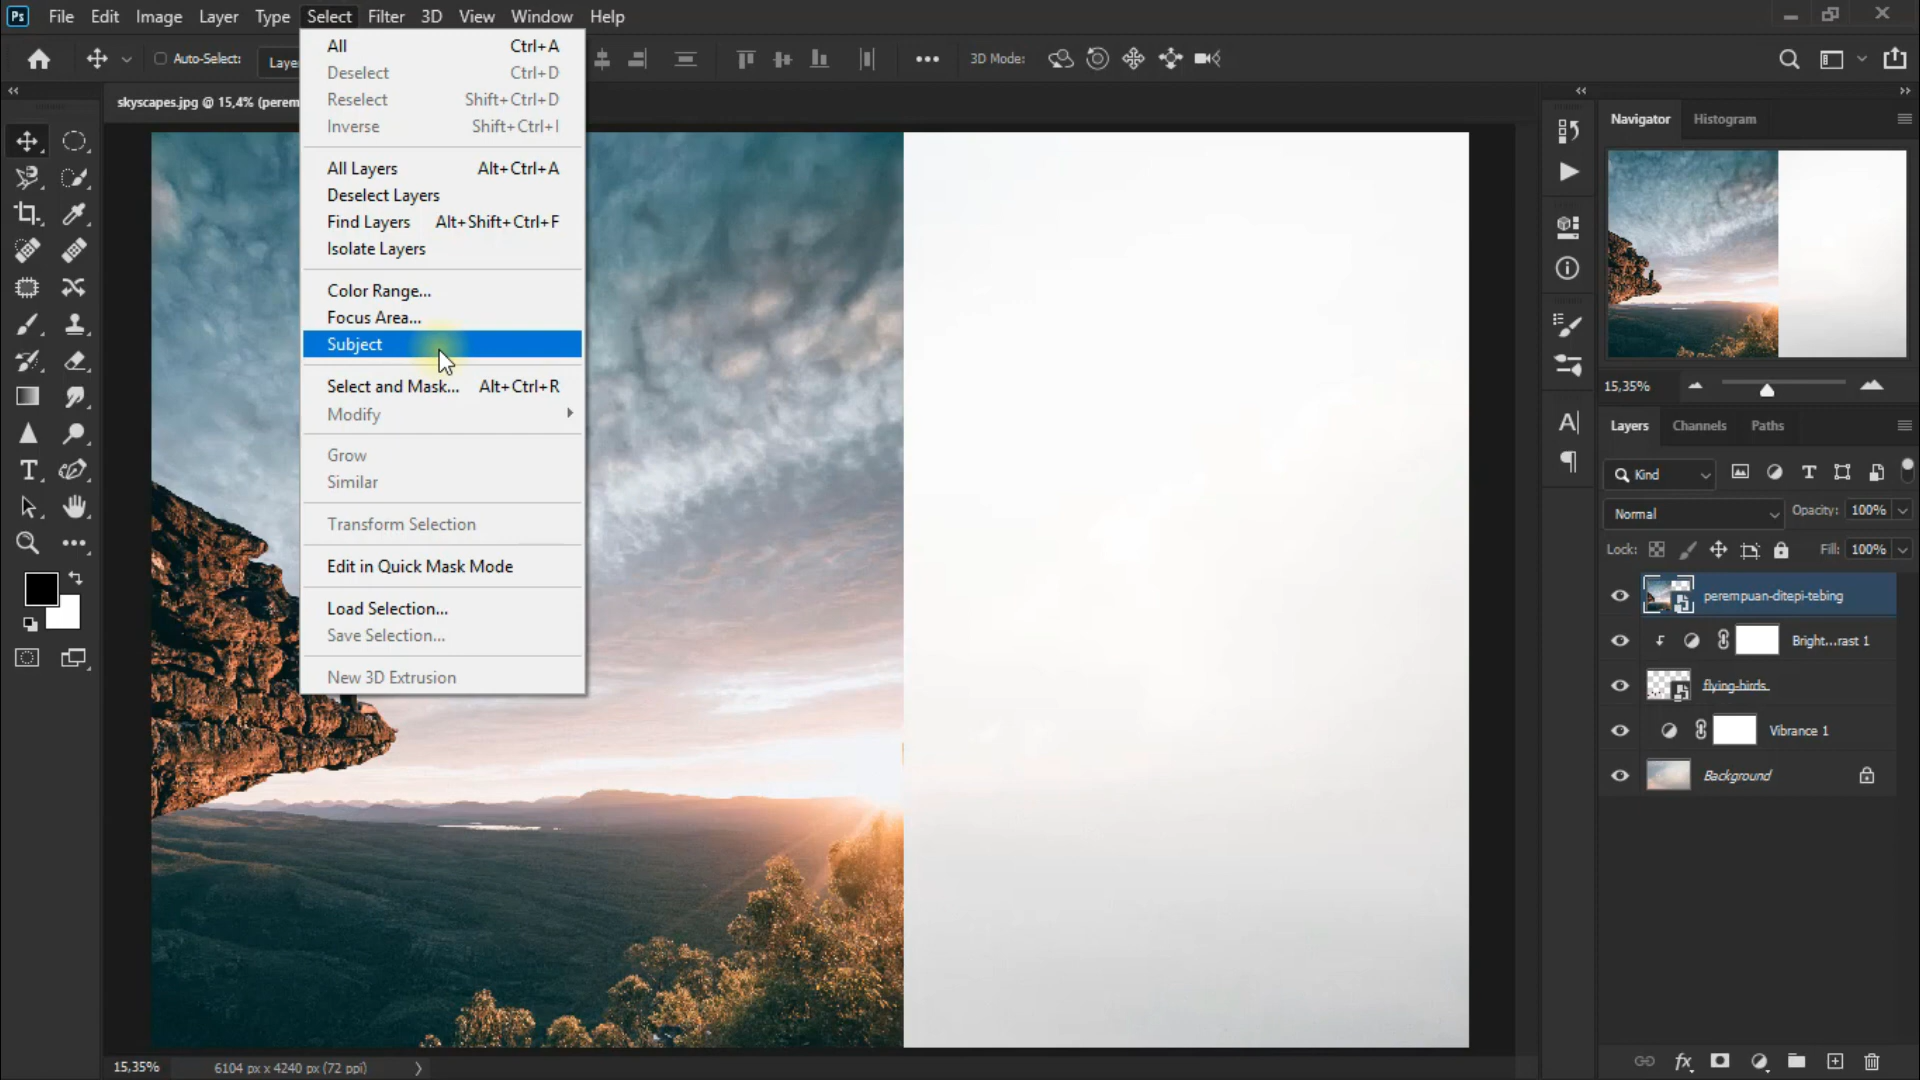 Ps File Edit Image Layer Type Select Filter 3D View Window Help
Auto-Select: Laye 3D Mode:
skyscapes.jpg @ 15,4% (perem
All Ctrl+A
Deselect Ctrl+D
Reselect Shift+Ctrl+D
Inverse Shift+Ctrl+I
All Layers Alt+Ctrl+A
Deselect Layers
Find Layers Alt+Shift+Ctrl+F
Isolate Layers
Color Range...
Focus Area...
Subject
Select and Mask... Alt+Ctrl+R
Modify
Grow
Similar
Transform Selection
Edit in Quick Mask Mode
Load Selection...
Save Selection...
New 3D Extrusion
Navigator Histogram
15,35%
Layers Channels Paths
Kind
Normal Opacity: 100%
Lock: Fill: 100%
perempuan-ditepi-tebing
Bright...rast 1
flying-birds
Vibrance 1
Background
15,35% 6104 px x 4240 px (72 ppi)